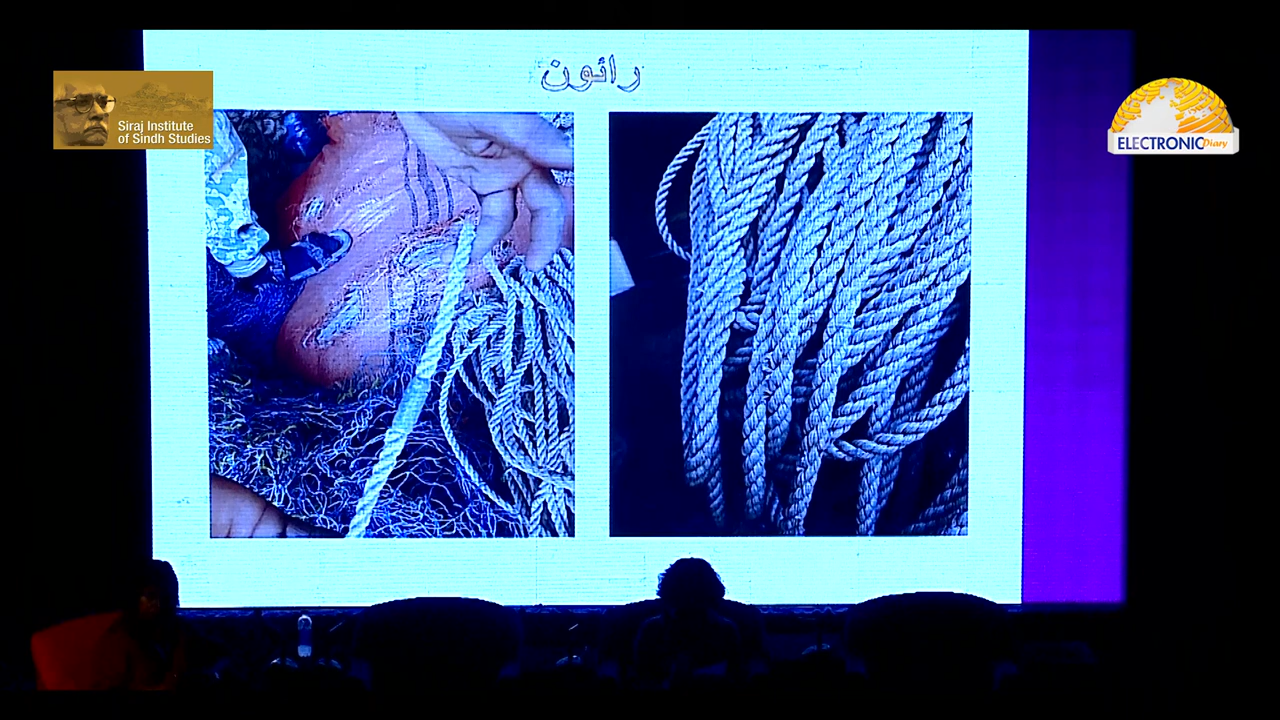 رائون
Siraj Institute
of Sindh Studies
ELECTRONIC Diary